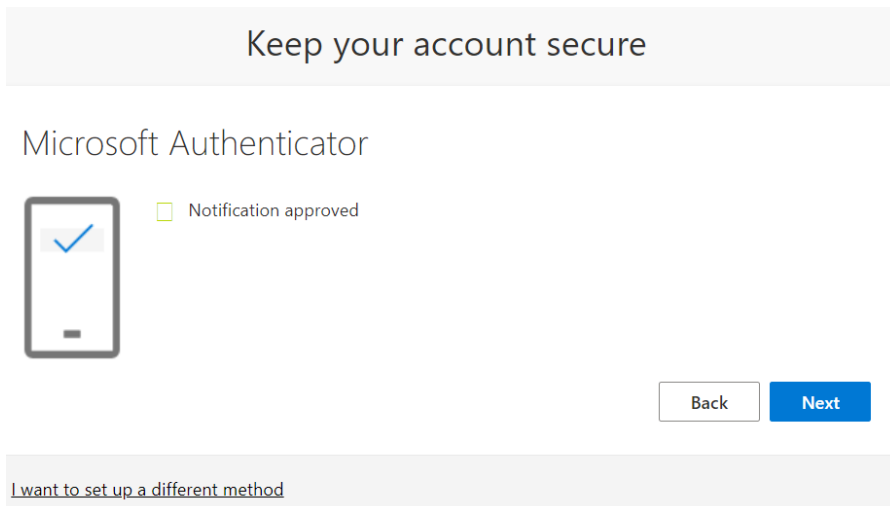 Keep your account secure
Microsoft Authenticator
Notification approved
Back
Next
I want to set up a different method